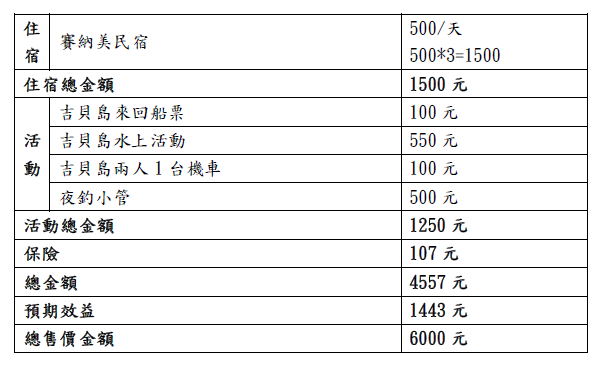 住宿 賽納美民宿 500/天
500*3=1500
住宿總金額 1500 元
活動 吉貝島來回船票 100 元
吉貝島水上活動 550 元
吉貝島兩人 1 台機車 100 元
夜釣小管 500 元
活動總金額 1250 元
保險 107 元
總金額 4557 元
預期效益 1443 元
總售價金額 6000 元